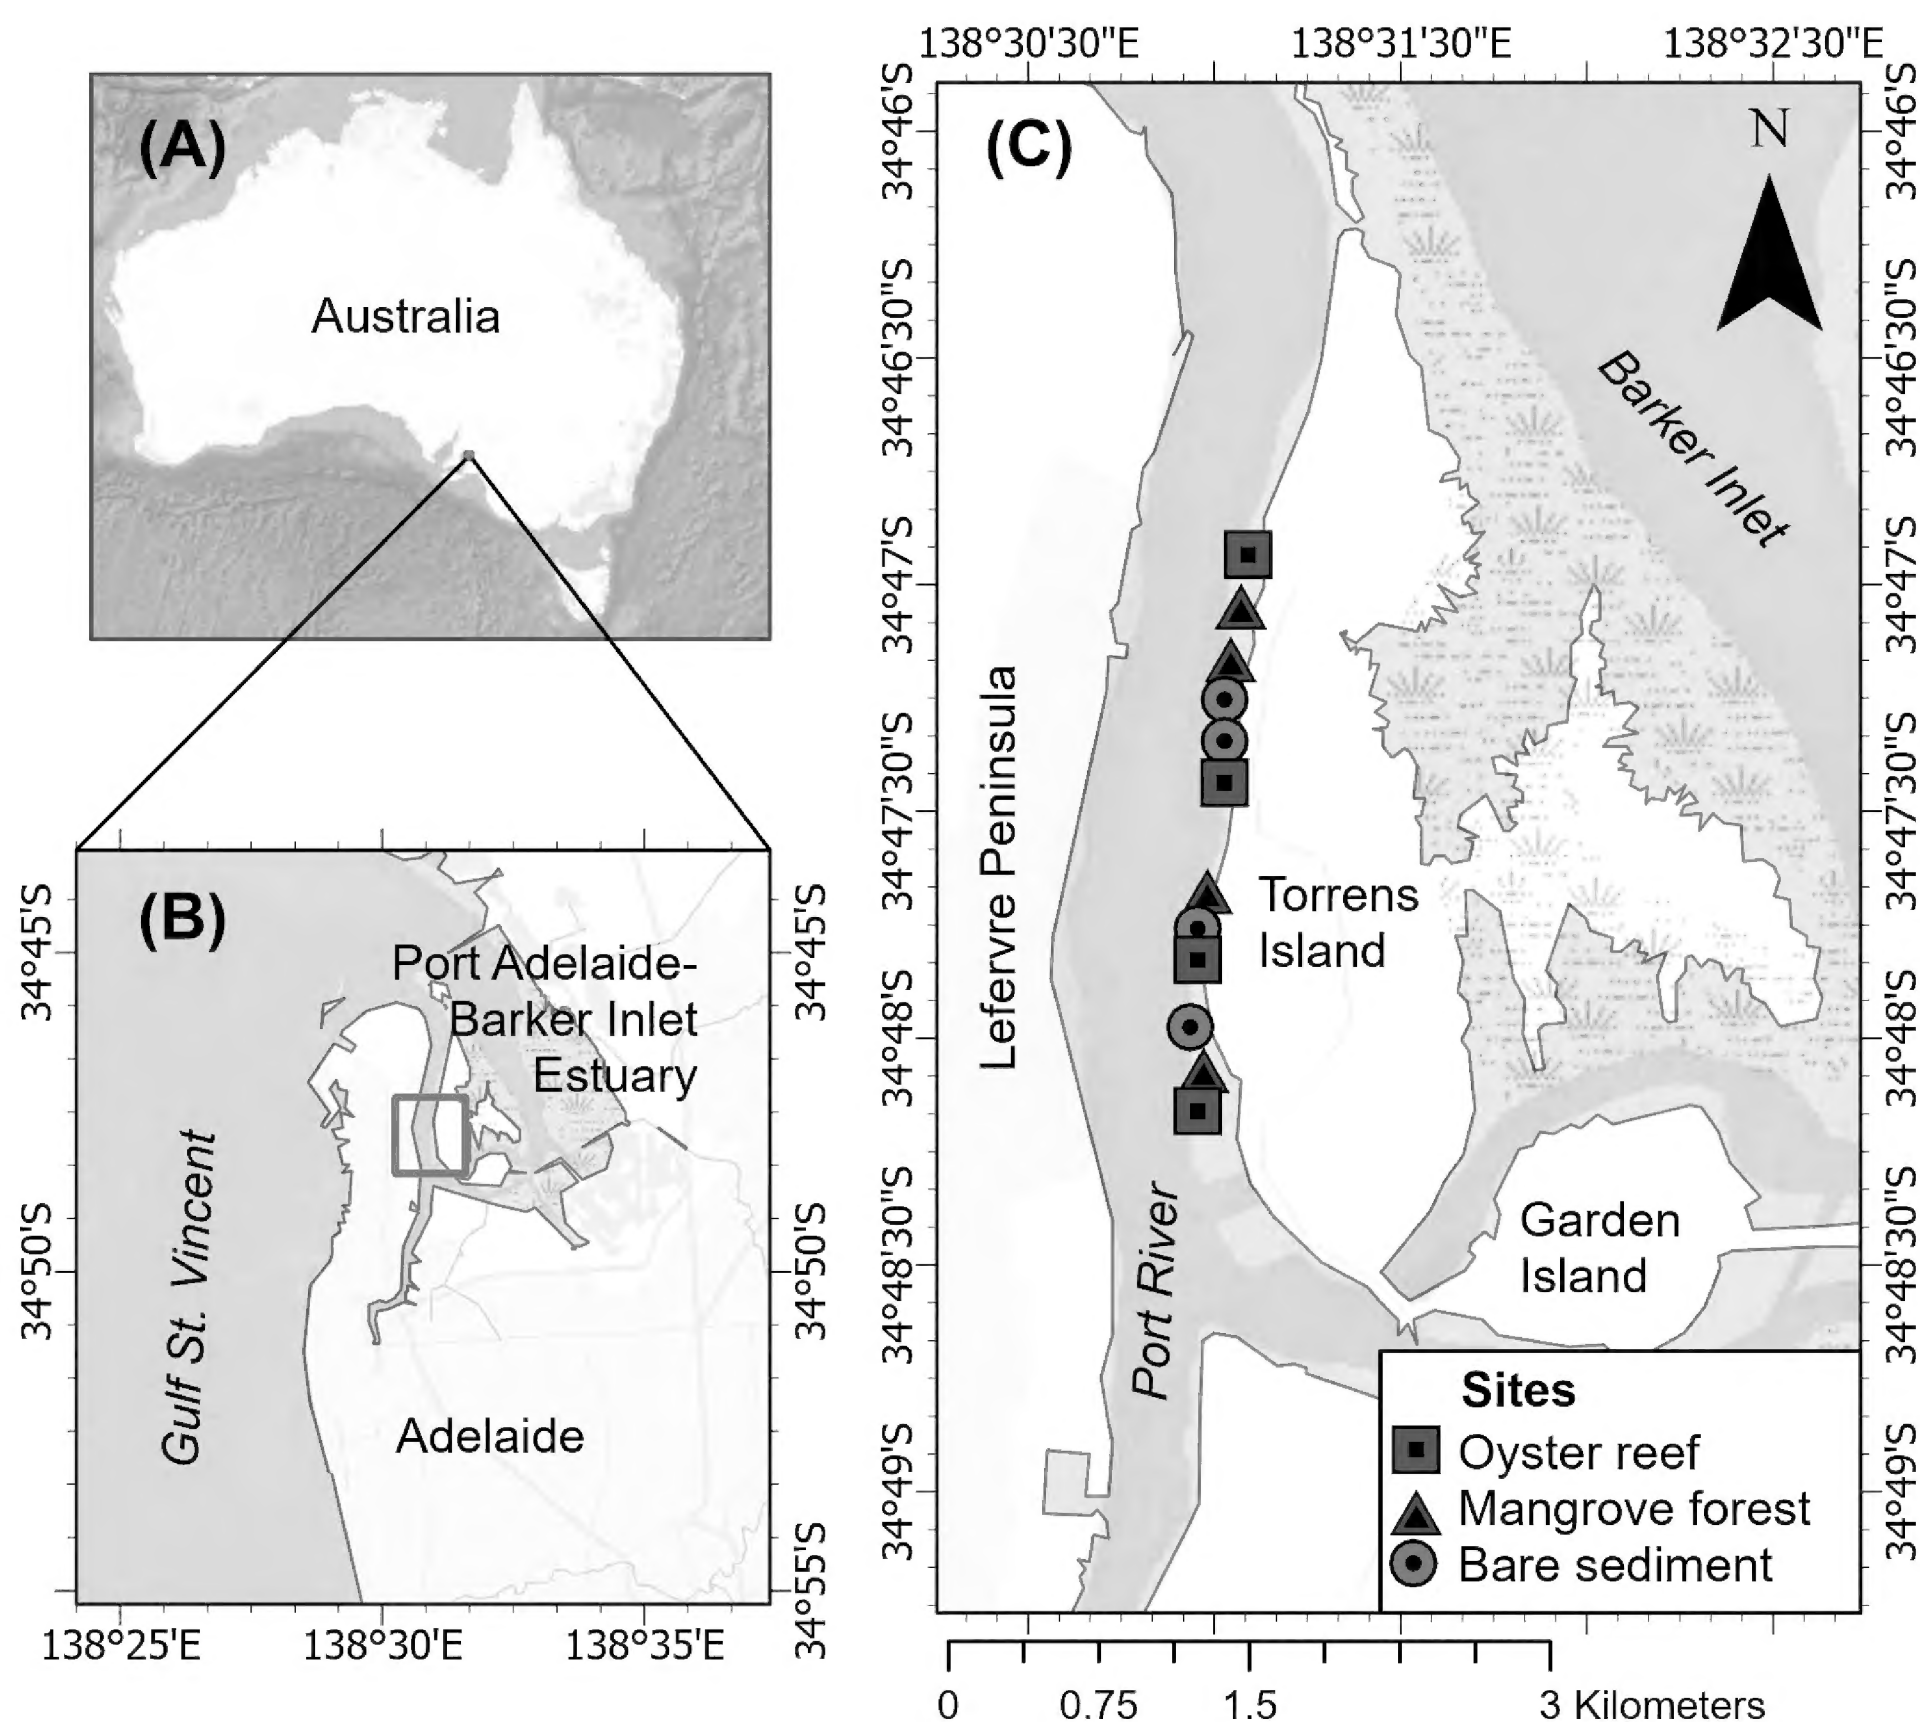 (A)
Australia
(B)
Port Adelaide-
Barker Inlet
Estuary
Gulf St. Vincent
Adelaide
34°45'S
34°50'S
34°45'S
34°50'S
34°55'S
138°25'E
138°30'E
138°35'E
138°30'30"E
138°31'30"E
138°32'30"E
(C)
N
34°46'S
34°46'30"S
34°47'S
34°47'30"S
34°48'S
34°48'30"S
34°49'S
34°46'S
34°46'30"S
34°47'S
34°47'30"S
34°48'S
34°48'30"S
34°49'S
Barker Inlet
Lefervre Peninsula
Torrens
Island
Port River
Garden
Island
Sites
Oyster reef
Mangrove forest
Bare sediment
0 0.75 1.5 3 Kilometers